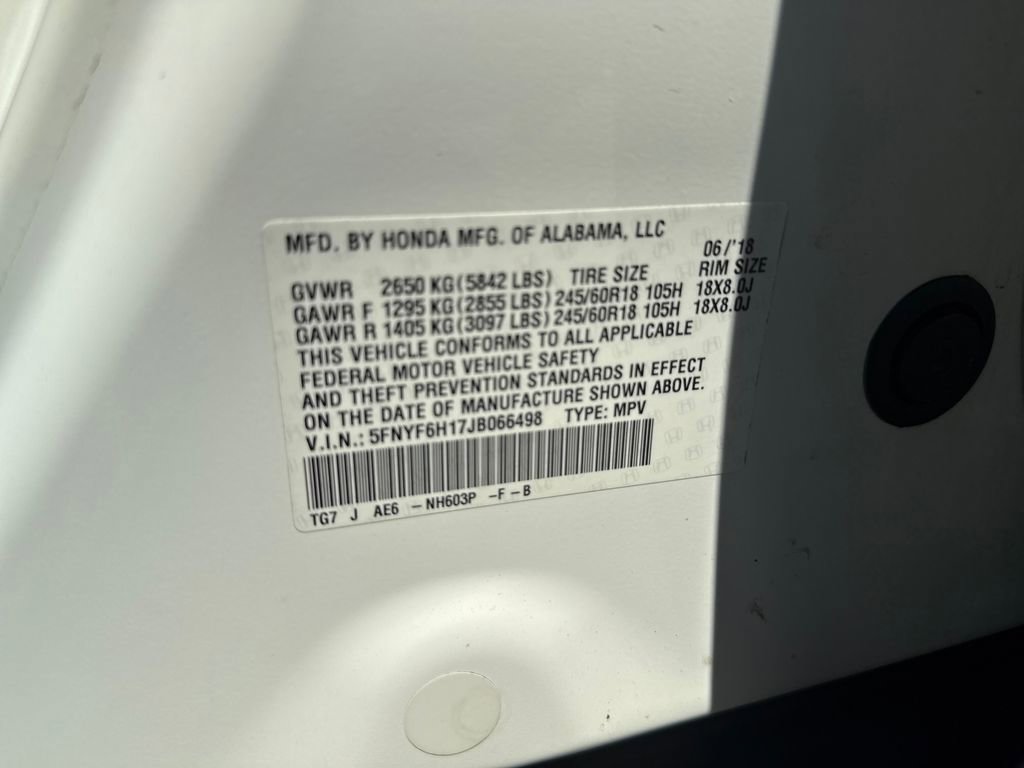 MFD. BY HONDA MFG. OF ALABAMA, LLC 06/'18
GVWR 2650 KG(5842 LBS) TIRE SIZE RIM SIZE
GAWR F 1295 KG(2855 LBS) 245/60R18 105H 18X8.0J
GAWR R 1405 KG(3097 LBS) 245/60R18 105H 18X8.0J
THIS VEHICLE CONFORMS TO ALL APPLICABLE
FEDERAL MOTOR VEHICLE SAFETY
AND THEFT PREVENTION STANDARDS IN EFFECT
ON THE DATE OF MANUFACTURE SHOWN ABOVE.
V.I.N.: 5FNYF6H17JB066498 TYPE: MPV
TG7 J AE6 -NH603P -F-B